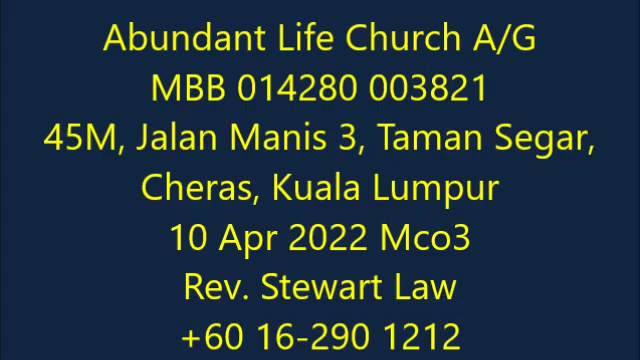 Abundant Life Church A/G
MBB 014280 003821
45M, Jalan Manis 3, Taman Segar,
Cheras, Kuala Lumpur
10 Apr 2022 Mco3
Rev. Stewart Law
+60 16-290 1212